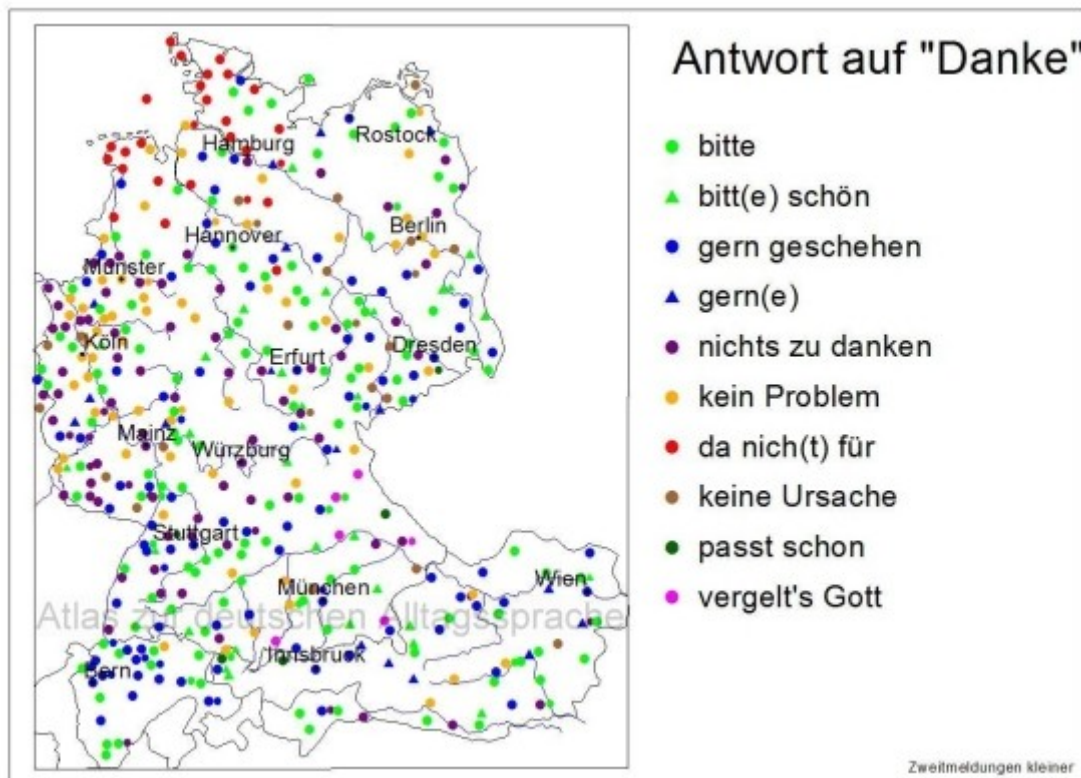 Antwort auf "Danke"
bitte
bitt(e) schön
gern geschehen
gern(e)
nichts zu danken
kein Problem
da nich(t) für
keine Ursache
passt schon
vergelt's Gott
Rostock
Hamburg
Berlin
Hannover
Münster
Köln
Erfurt
Dresden
Mainz
Würzburg
Stuttgart
München
Wien
Atlas zur deutschen Alltagssprache
Innsbruck
Bern
Zweitmeldungen kleiner